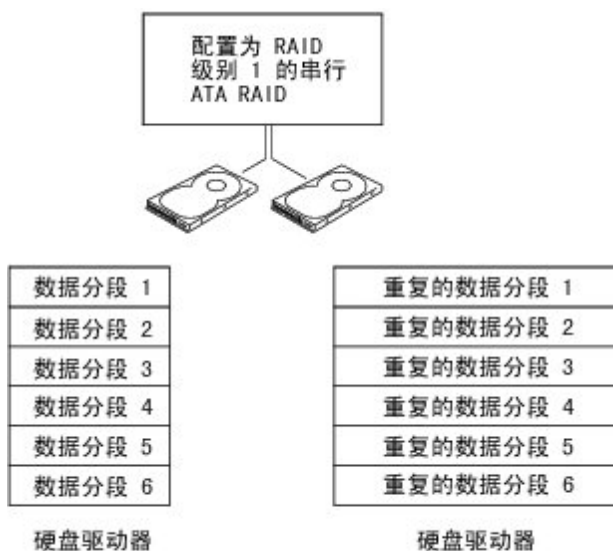 配置为 RAID
级别 1 的串行
ATA RAID
数据分段 1
数据分段 2
数据分段 3
数据分段 4
数据分段 5
数据分段 6
硬盘驱动器
重复的数据分段 1
重复的数据分段 2
重复的数据分段 3
重复的数据分段 4
重复的数据分段 5
重复的数据分段 6
硬盘驱动器